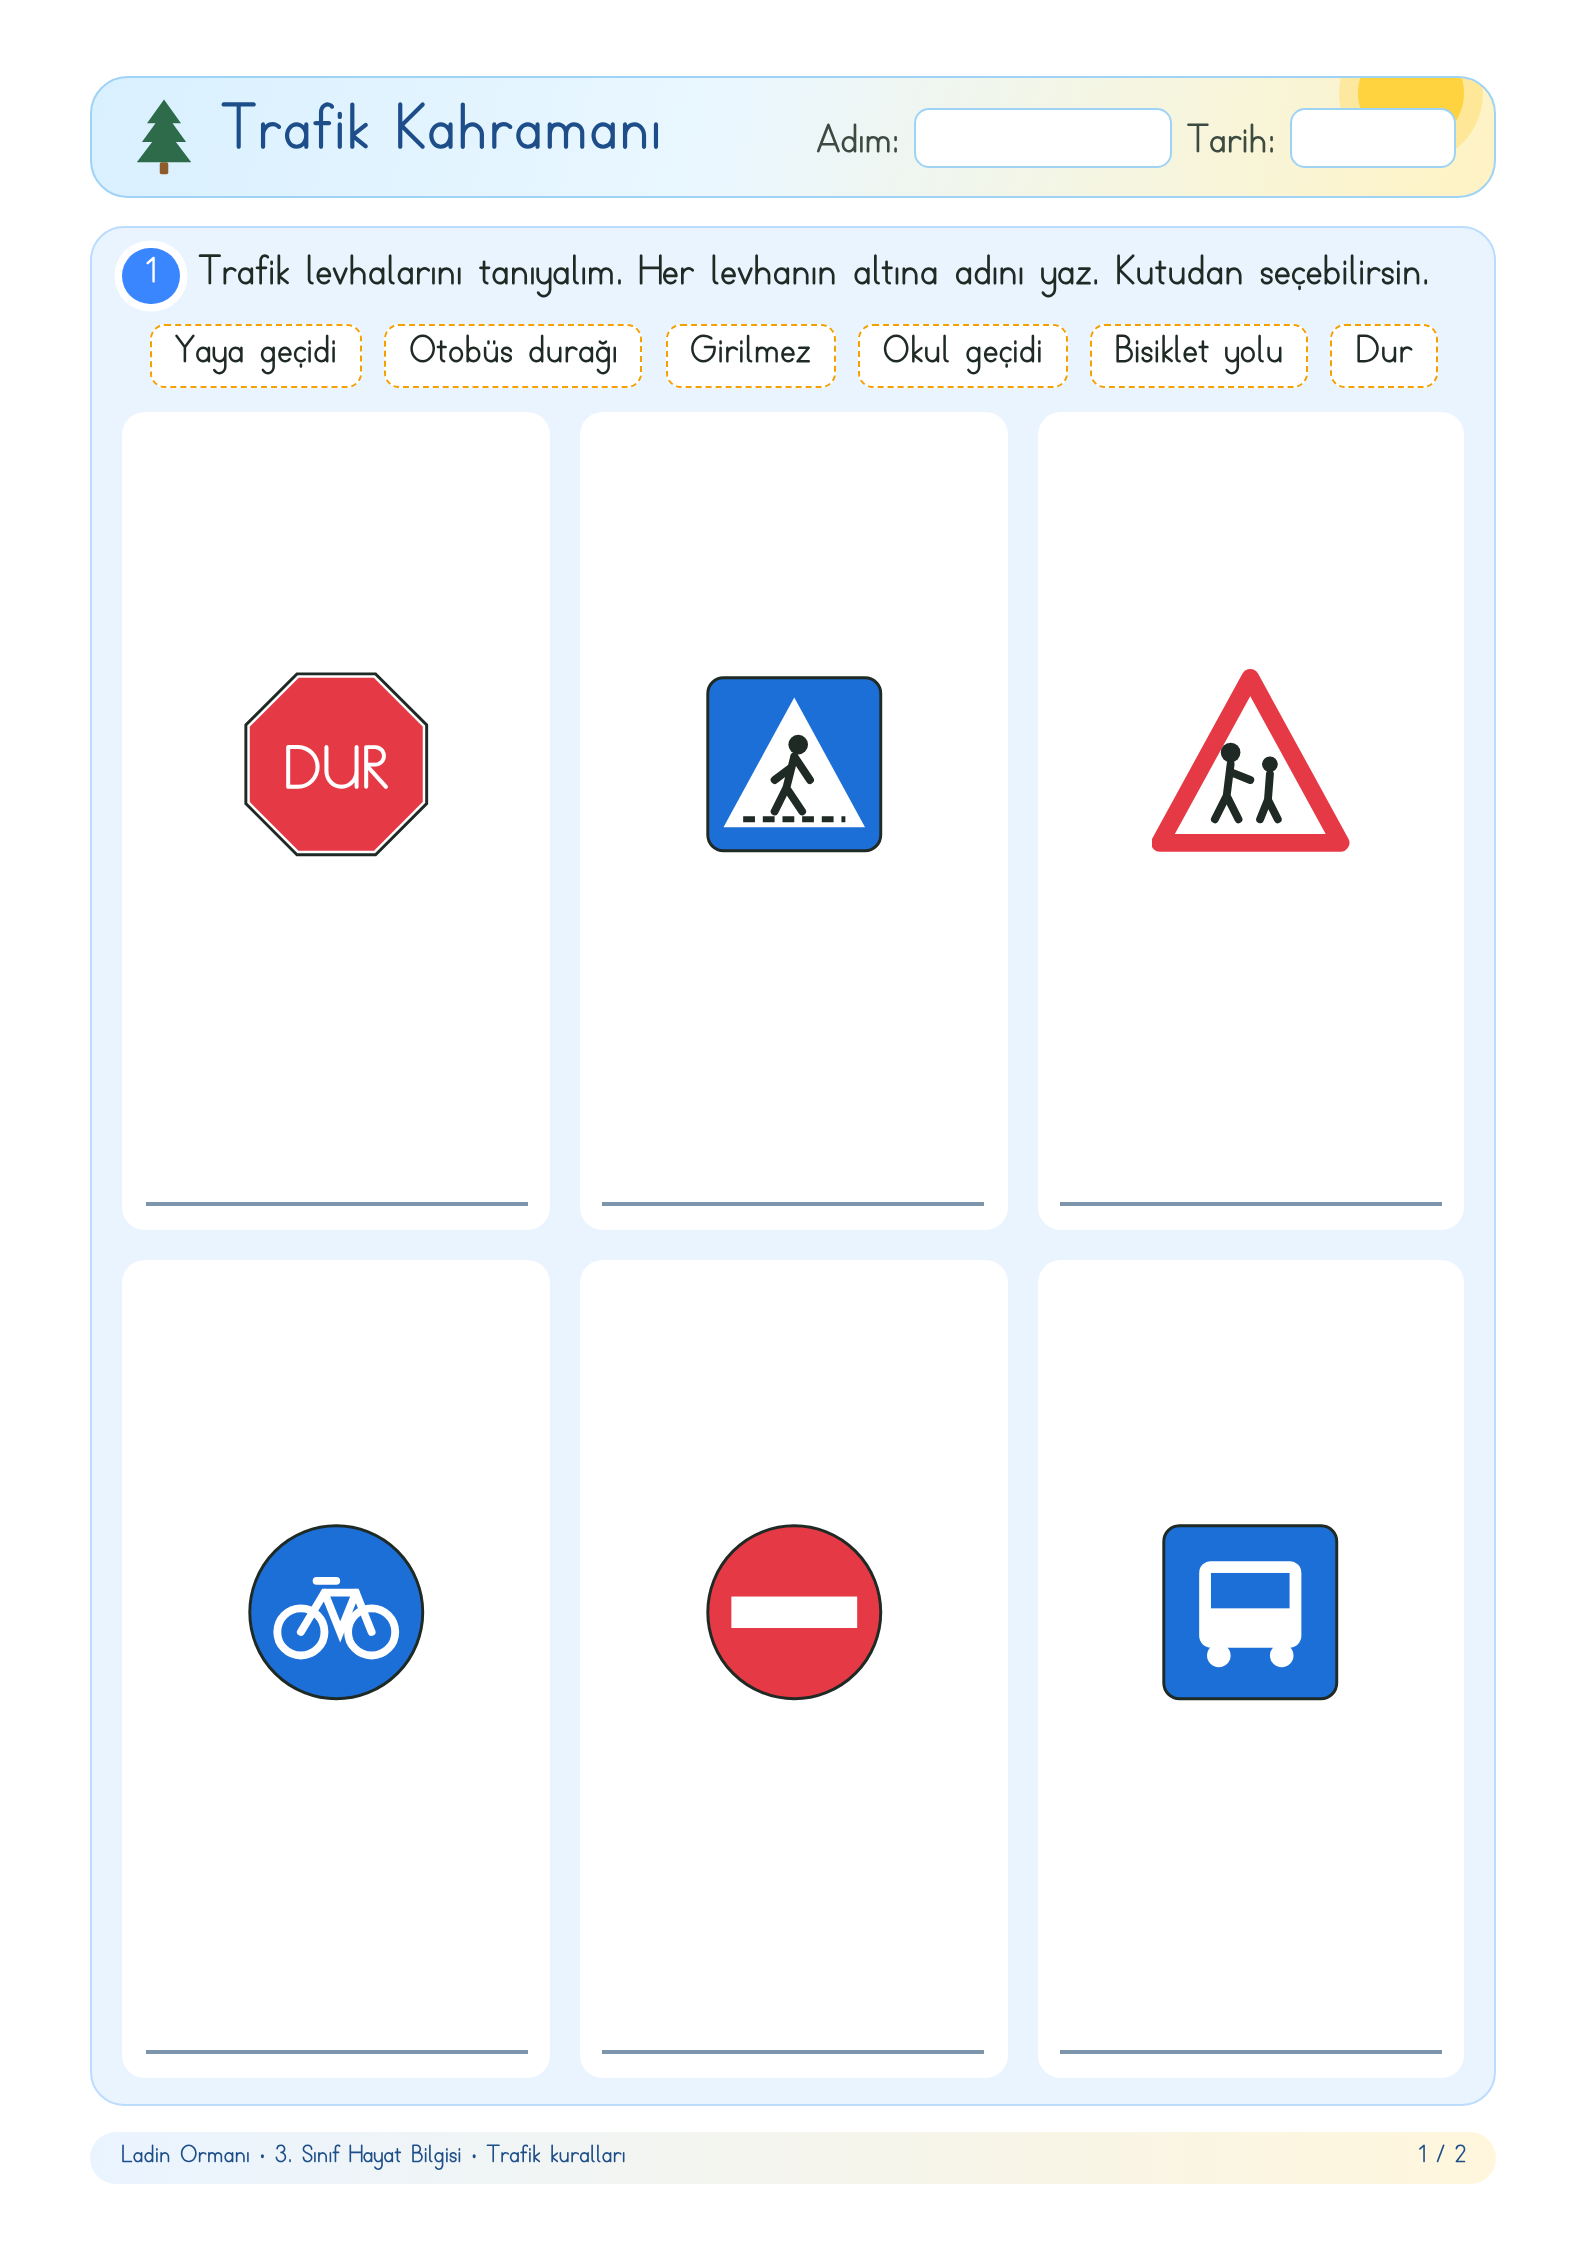 Trafik Kahramanı
Adım:
Tarih:
1 Trafik levhalarını tanıyalım. Her levhanın altına adını yaz. Kutudan seçebilirsin.
Yaya geçidi Otobüs durağı Girilmez Okul geçidi Bisiklet yolu Dur
DUR
Ladin Ormanı • 3. Sınıf Hayat Bilgisi • Trafik kuralları
1 / 2